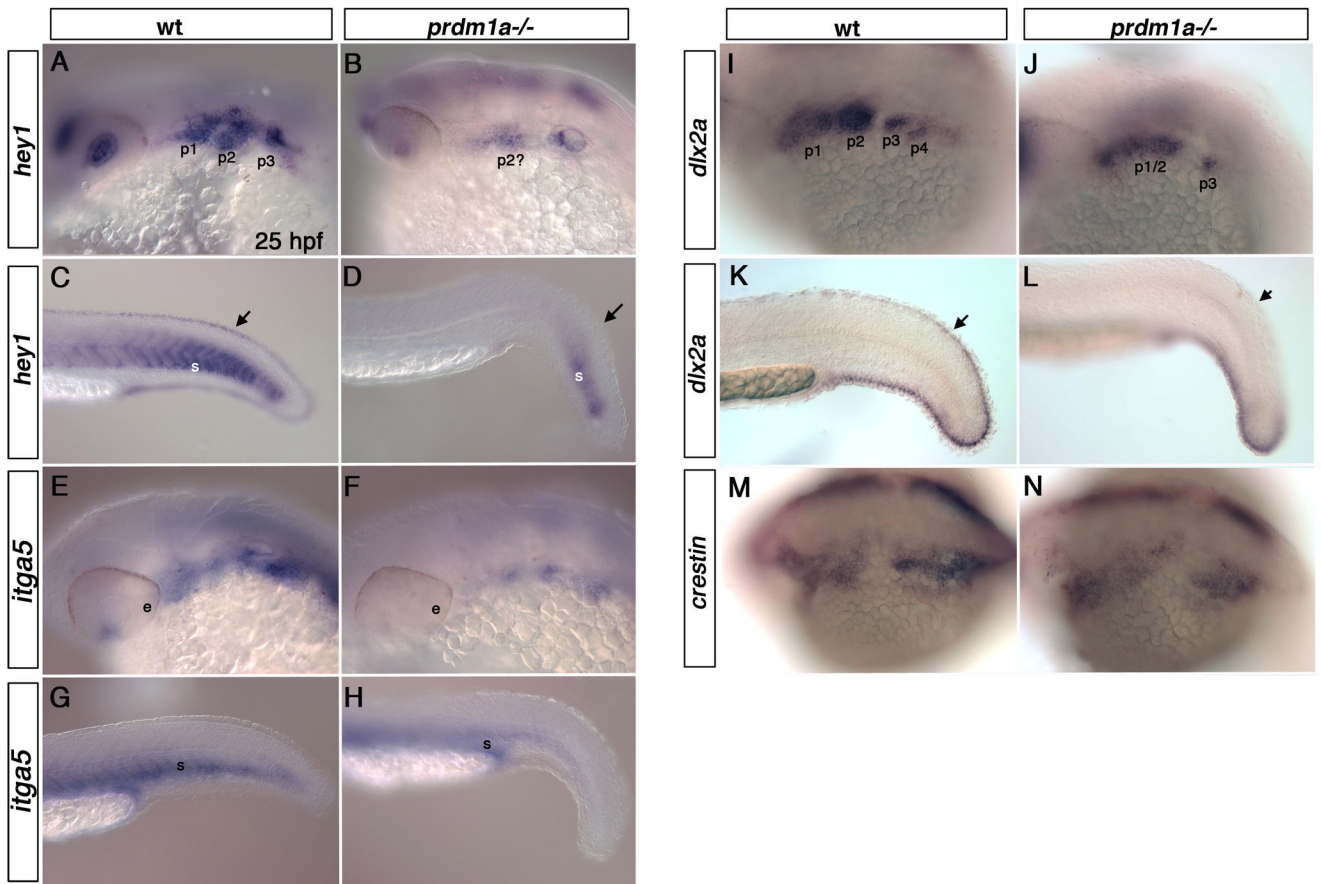 wt
prdm1a-/-
hey1
A
p1
p2
p3
25 hpf
B
p2?
hey1
C
s
D
s
itga5
E
e
F
e
itga5
G
s
H
s
wt
prdm1a-/-
dlx2a
I
p1
p2
p3
p4
J
p1/2
p3
dlx2a
K
L
crestin
M
N